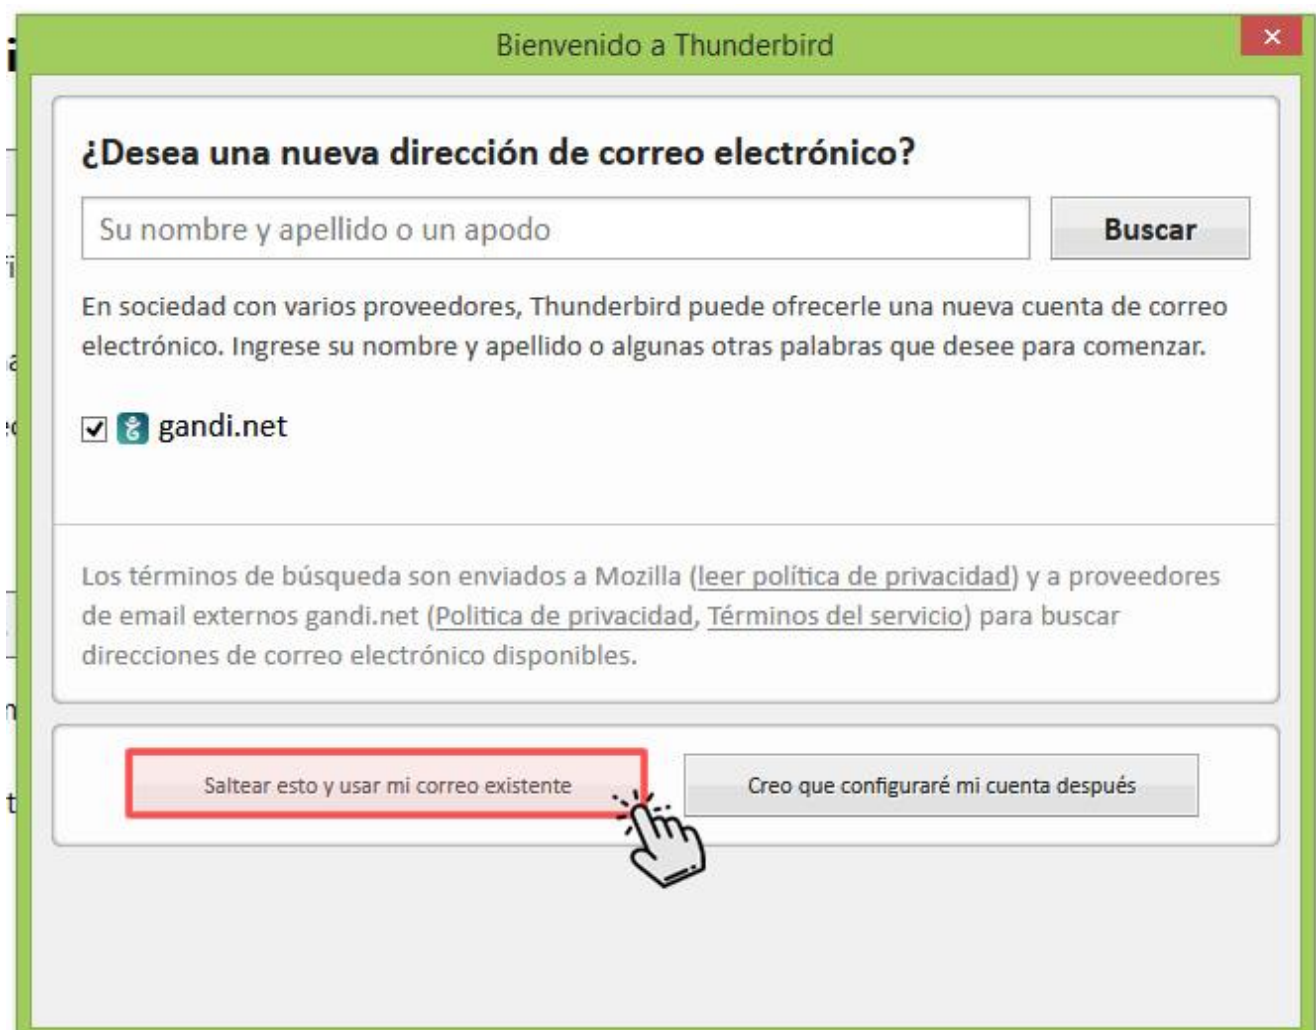 Bienvenido a Thunderbird
¿Desea una nueva dirección de correo electrónico?
Su nombre y apellido o un apodo
Buscar
En sociedad con varios proveedores, Thunderbird puede ofrecerle una nueva cuenta de correo
electrónico. Ingrese su nombre y apellido o algunas otras palabras que desee para comenzar.
gandi.net
Los términos de búsqueda son enviados a Mozilla (leer política de privacidad) y a proveedores
de email externos gandi.net (Politica de privacidad, Términos del servicio) para buscar
direcciones de correo electrónico disponibles.
Saltear esto y usar mi correo existente
Creo que configuraré mi cuenta después